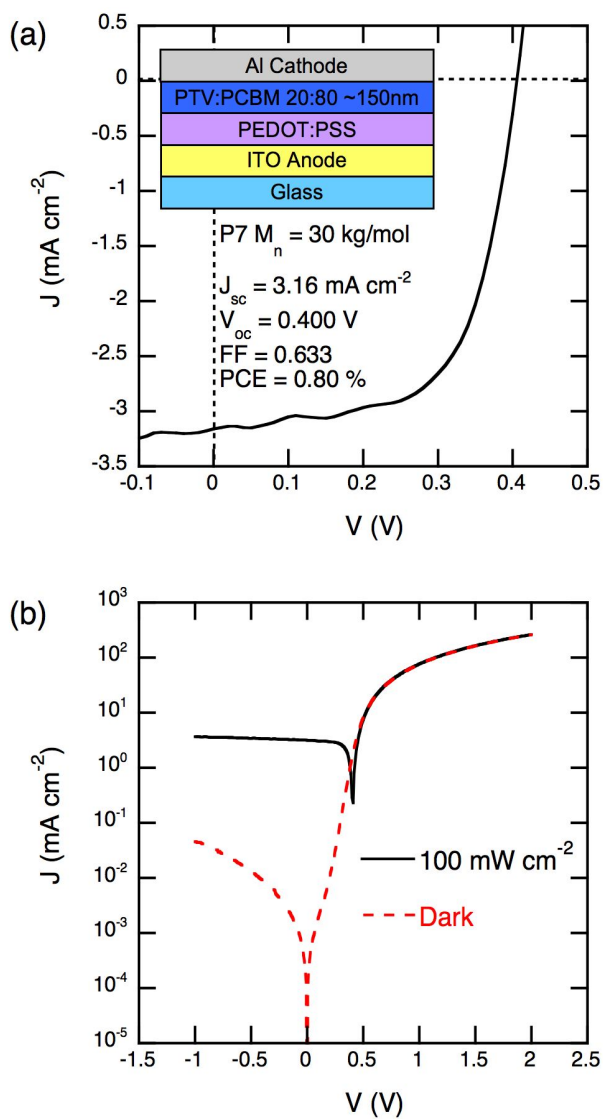 (a)
0.5
0
-0.5
-1
-2
-2.5
-3
-3.5
J (mA cm-2)
Al Cathode
PTV:PCBM 20:80 ~150nm
PEDOT:PSS
ITO Anode
Glass
P7 Mn = 30 kg/mol
Jsc = 3.16 mA cm-2
Voc = 0.400 V
FF = 0.633
PCE = 0.80 %
-0.1 0 0.1 0.2 0.3 0.4 0.5
V (V)
(b)
10^3
10^2
10^1
10^0
10^-1
10^-2
10^-3
10^-4
10^-5
J (mA cm-2)
100 mW cm-2
Dark
-1.5 -1 -0.5 0 0.5 1 1.5 2 2.5
V (V)